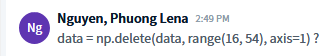 Ng
Nguyen, Phuong Lena 2:49 PM
data = np.delete(data, range(16, 54), axis=1) ?